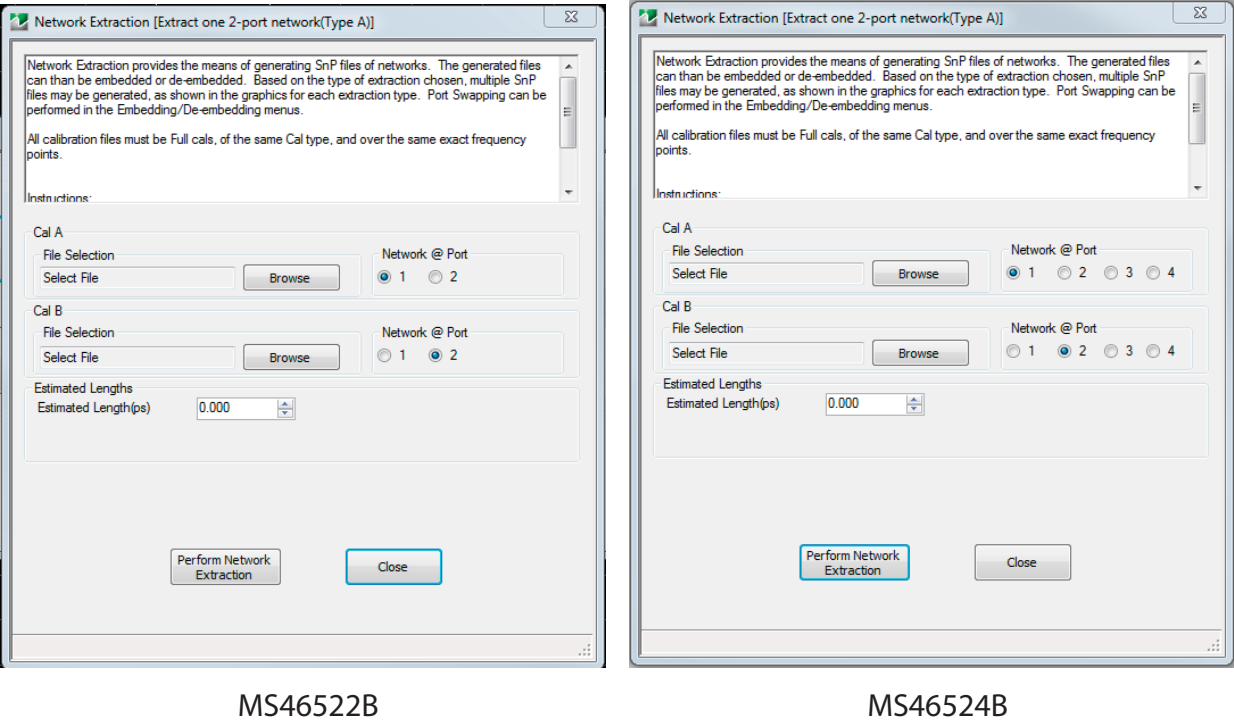 Network Extraction [Extract one 2-port network(Type A)]
Network Extraction provides the means of generating SnP files of networks. The generated files
can than be embedded or de-embedded. Based on the type of extraction chosen, multiple SnP
files may be generated, as shown in the graphics for each extraction type. Port Swapping can be
performed in the Embedding/De-embedding menus.
All calibration files must be Full cals, of the same Cal type, and over the same exact frequency
points.
Instructions:
Cal A
File Selection
Network @ Port
Select File
Browse
1
2
Cal B
File Selection
Network @ Port
Select File
Browse
1
2
Estimated Lengths
Estimated Length(ps)
0.000
Perform Network
Extraction
Close
MS46522B
Network Extraction [Extract one 2-port network(Type A)]
Network Extraction provides the means of generating SnP files of networks. The generated files
can than be embedded or de-embedded. Based on the type of extraction chosen, multiple SnP
files may be generated, as shown in the graphics for each extraction type. Port Swapping can be
performed in the Embedding/De-embedding menus.
All calibration files must be Full cals, of the same Cal type, and over the same exact frequency
points.
Instructions:
Cal A
File Selection
Network @ Port
Select File
Browse
1
2
3
4
Cal B
File Selection
Network @ Port
Select File
Browse
1
2
3
4
Estimated Lengths
Estimated Length(ps)
0.000
Perform Network
Extraction
Close
MS46524B